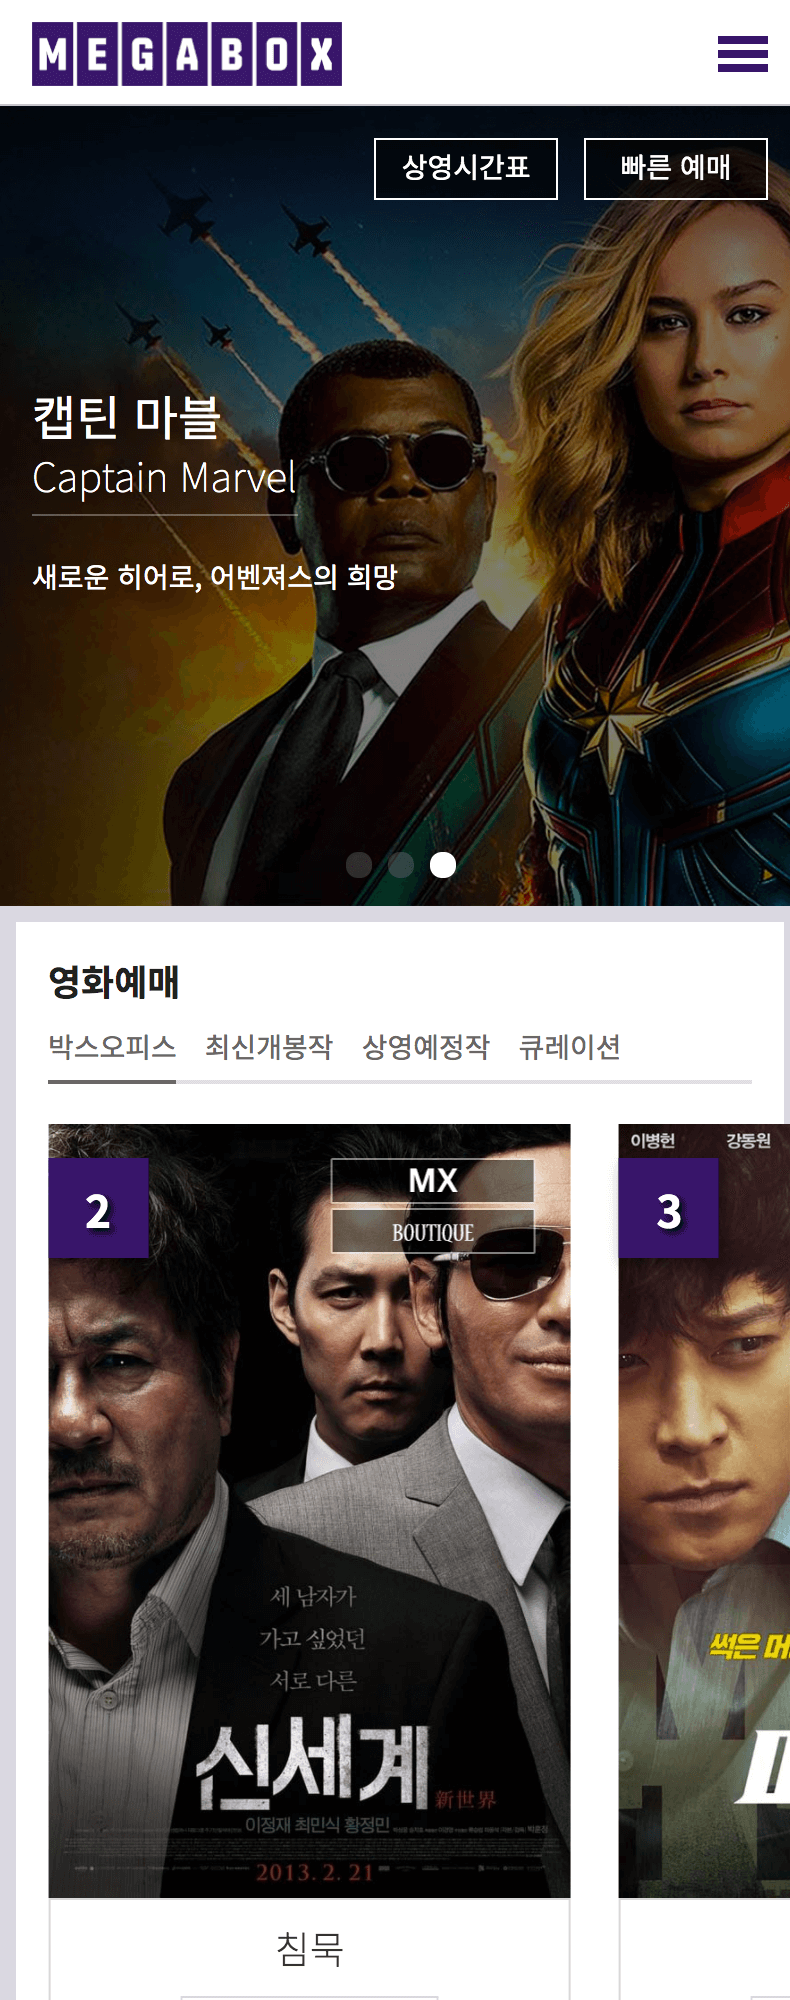 MEGABOX
상영시간표
빠른 예매
캡틴 마블
Captain Marvel
새로운 히어로, 어벤져스의 희망
영화예매
박스오피스 최신개봉작 상영예정작 큐레이션
2
MX
BOUTIQUE
세 남자가
가고 싶었던
서로 다른
신세계
新世界
이정재 최민식 황정민
2013. 2. 21
침묵
이병헌 강동원
3
썩은